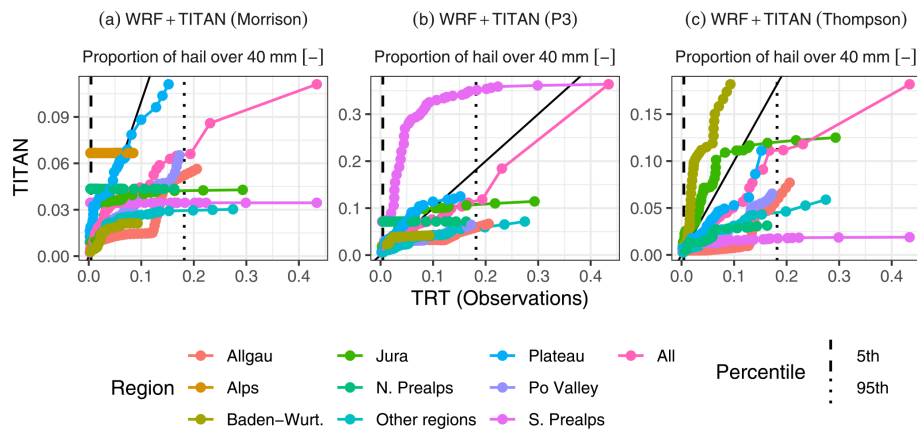 (a) WRF+TITAN (Morrison)
(b) WRF+TITAN (P3)
(c) WRF+TITAN (Thompson)
Proportion of hail over 40 mm [−]
Proportion of hail over 40 mm [−]
Proportion of hail over 40 mm [−]
TITAN
0.09
0.06
0.03
0.00
0.3
0.2
0.1
0.0
0.15
0.10
0.05
0.00
0.0 0.1 0.2 0.3 0.4
0.0 0.1 0.2 0.3 0.4
0.0 0.1 0.2 0.3 0.4
TRT (Observations)
Region
Allgau
Alps
Baden−Wurt.
Jura
N. Prealps
Other regions
Plateau
Po Valley
S. Prealps
All
Percentile
5th
95th